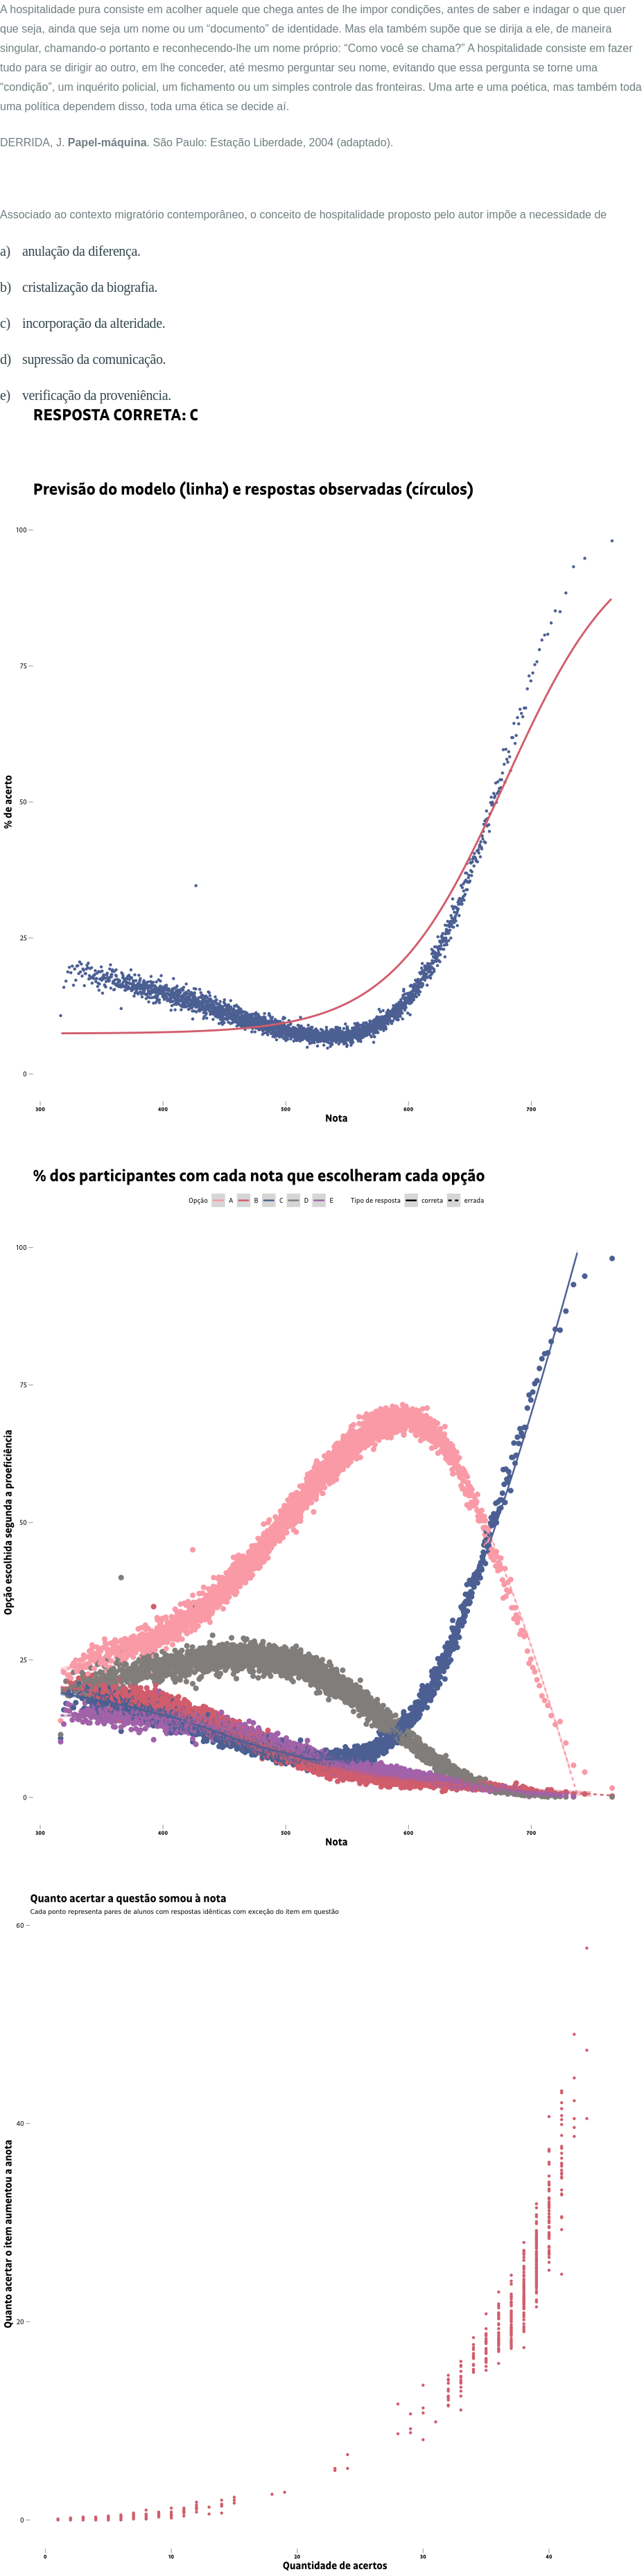 A hospitalidade pura consiste em acolher aquele que chega antes de lhe impor condições, antes de saber e indagar o que quer
que seja, ainda que seja um nome ou um “documento” de identidade. Mas ela também supõe que se dirija a ele, de maneira
singular, chamando-o portanto e reconhecendo-lhe um nome próprio: “Como você se chama?” A hospitalidade consiste em fazer
tudo para se dirigir ao outro, em lhe conceder, até mesmo perguntar seu nome, evitando que essa pergunta se torne uma
“condição”, um inquérito policial, um fichamento ou um simples controle das fronteiras. Uma arte e uma poética, mas também toda
uma política dependem disso, toda uma ética se decide aí.
DERRIDA, J. Papel-máquina. São Paulo: Estação Liberdade, 2004 (adaptado).
Associado ao contexto migratório contemporâneo, o conceito de hospitalidade proposto pelo autor impõe a necessidade de
a) anulação da diferença.
b) cristalização da biografia.
c) incorporação da alteridade.
d) supressão da comunicação.
e) verificação da proveniência.
RESPOSTA CORRETA: C
Previsão do modelo (linha) e respostas observadas (círculos)
100
75
50
25
0
% de acerto
300 400 500 600 700
Nota
% dos participantes com cada nota que escolheram cada opção
Opção A B C D E Tipo de resposta correta errada
100
75
50
25
0
Opção escolhida segundo a proeficiência
300 400 500 600 700
Nota
Quanto acertar a questão somou à nota
Cada ponto representa pares de alunos com respostas idênticas com exceção do item em questão
60
40
20
0
Quanto acertar o item aumentou a anota
0 10 20 30 40
Quantidade de acertos